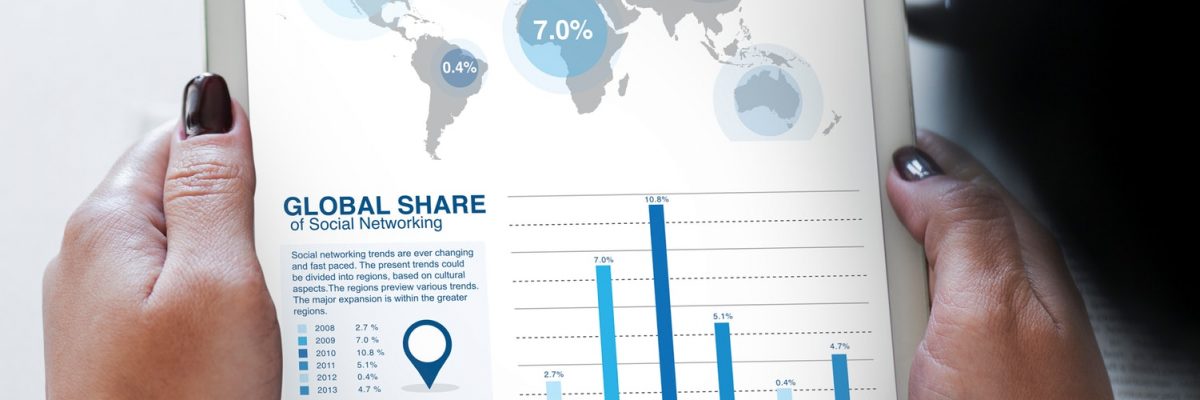 7.0%
0.4%
GLOBAL SHARE
of Social Networking
Social networking trends are ever changing
and fast paced. The present trends could
be divided into regions, based on cultural
aspects.The regions preview various trends.
The major expansion is within the greater
regions.
2008 2.7 %
2009 7.0 %
2010 10.8 %
2011 5.1%
2012 0.4%
2013 4.7 %
2.7%
7.0%
10.8%
5.1%
0.4%
4.7%